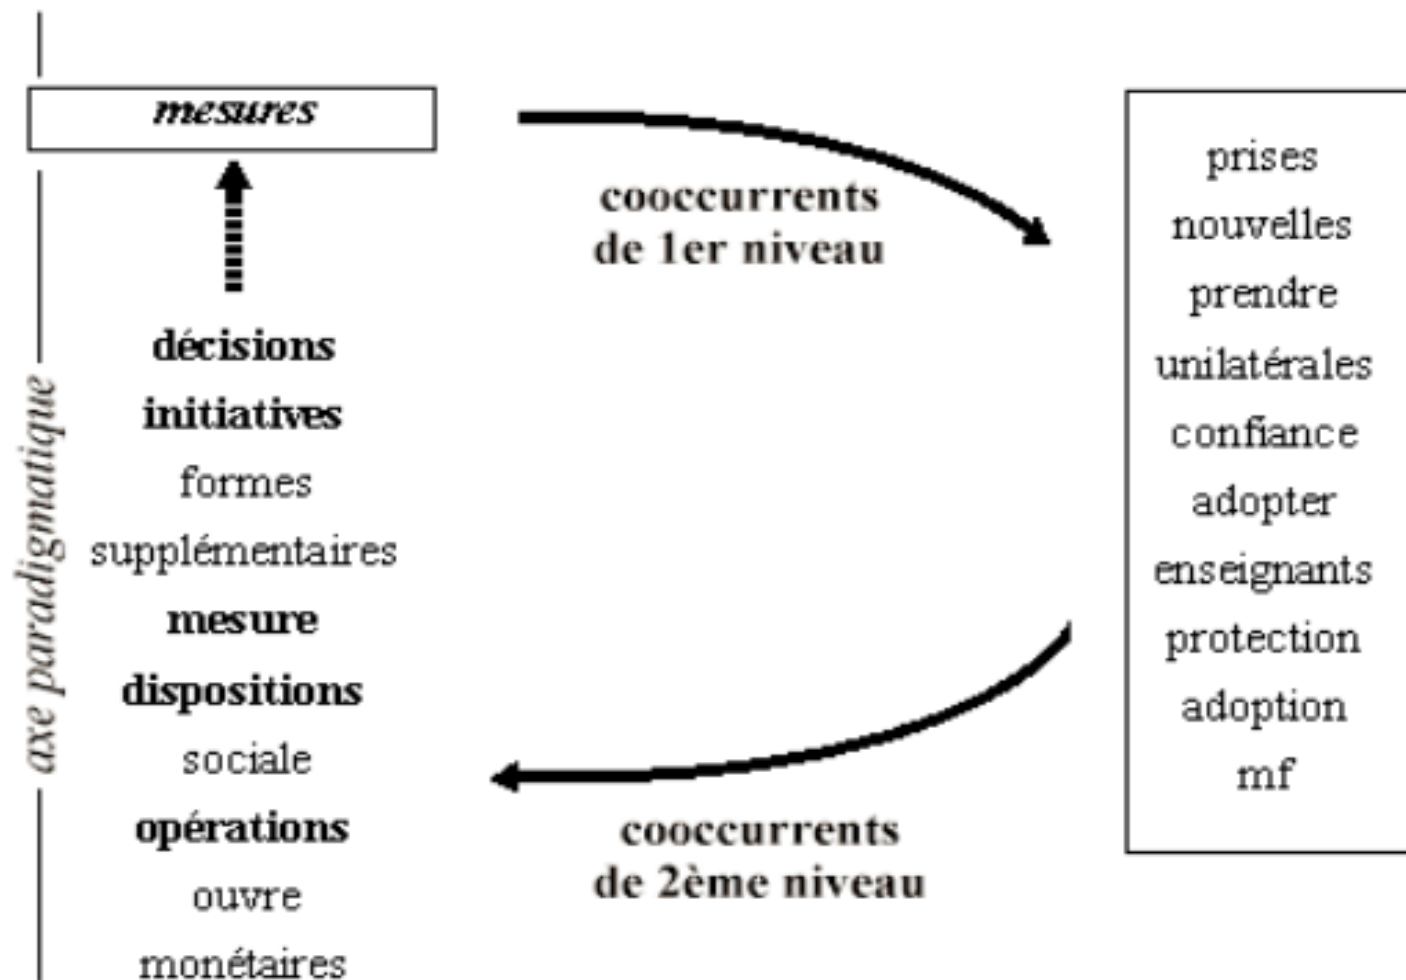 mesures
cooccurrents
de 1er niveau
prises
nouvelles
prendre
unilatérales
confiance
adopter
enseignants
protection
adoption
mf
axe paradigmatique
décisions
initiatives
formes
supplémentaires
mesure
dispositions
sociale
opérations
ouvre
monétaires
cooccurrents
de 2ème niveau